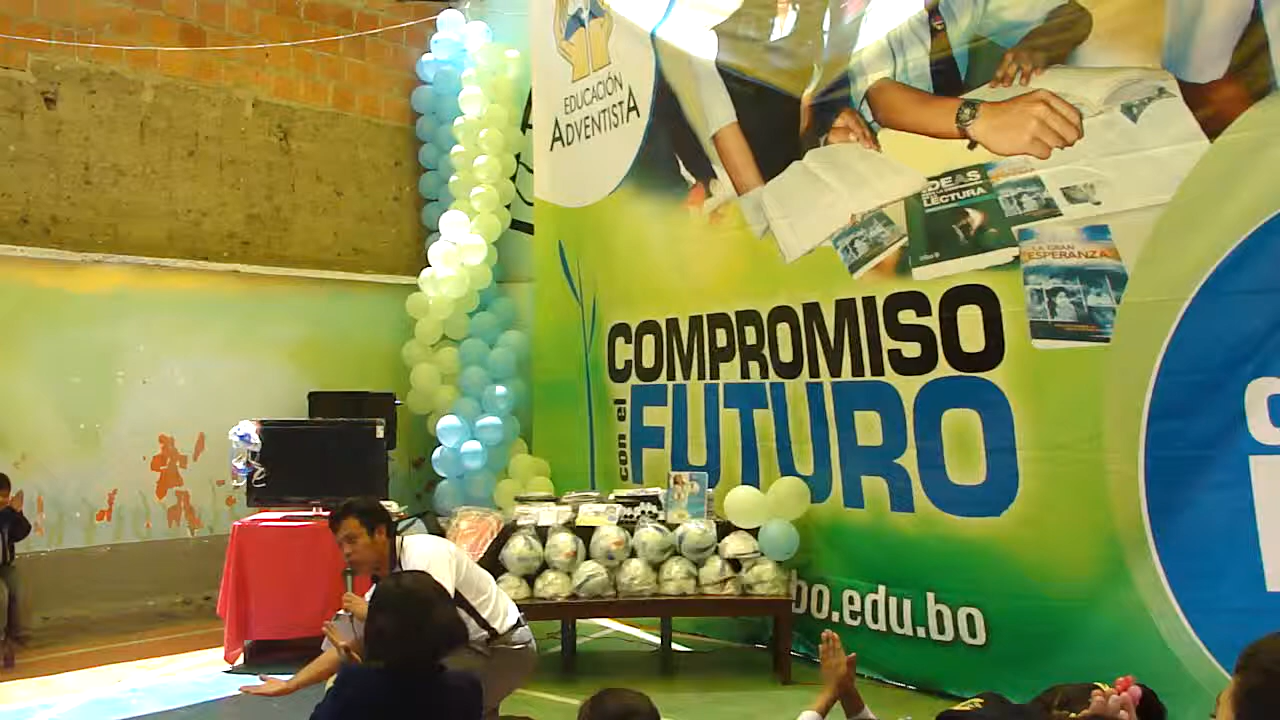 EDUCACIÓN
ADVENTISTA
IDEAS
LECTURA
LA GRAN
ESPERANZA
COMPROMISO
con el
FUTURO
bo.edu.bo